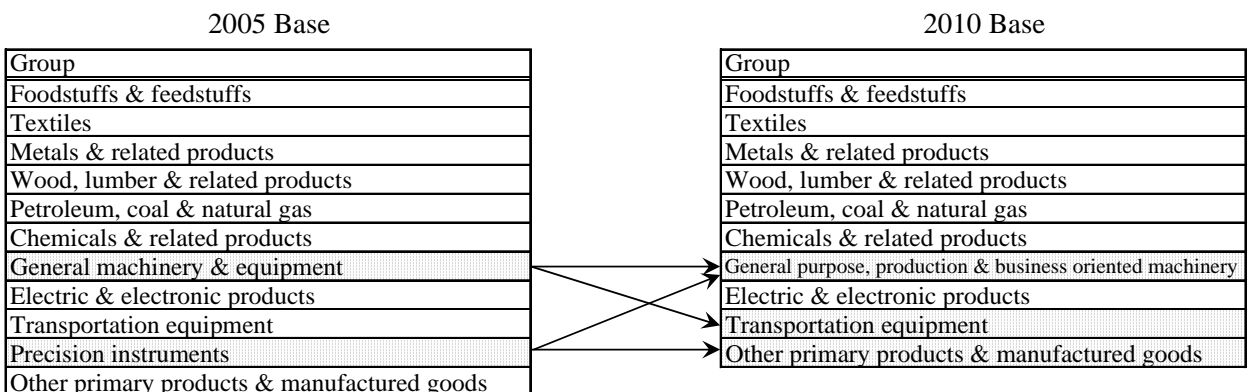 2005 Base
Group
Foodstuffs & feedstuffs
Textiles
Metals & related products
Wood, lumber & related products
Petroleum, coal & natural gas
Chemicals & related products
General machinery & equipment
Electric & electronic products
Transportation equipment
Precision instruments
Other primary products & manufactured goods
2010 Base
Group
Foodstuffs & feedstuffs
Textiles
Metals & related products
Wood, lumber & related products
Petroleum, coal & natural gas
Chemicals & related products
General purpose, production & business oriented machinery
Electric & electronic products
Transportation equipment
Other primary products & manufactured goods